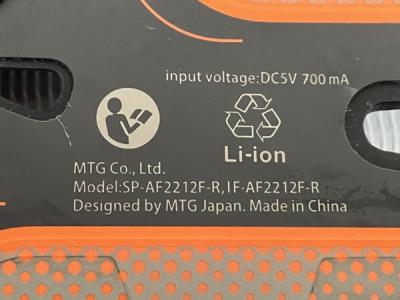 input voltage:DC5V 700mA
Li-ion
MTG Co., Ltd.
Model:SP-AF2212F-R, IF-AF2212F-R
Designed by MTG Japan. Made in China